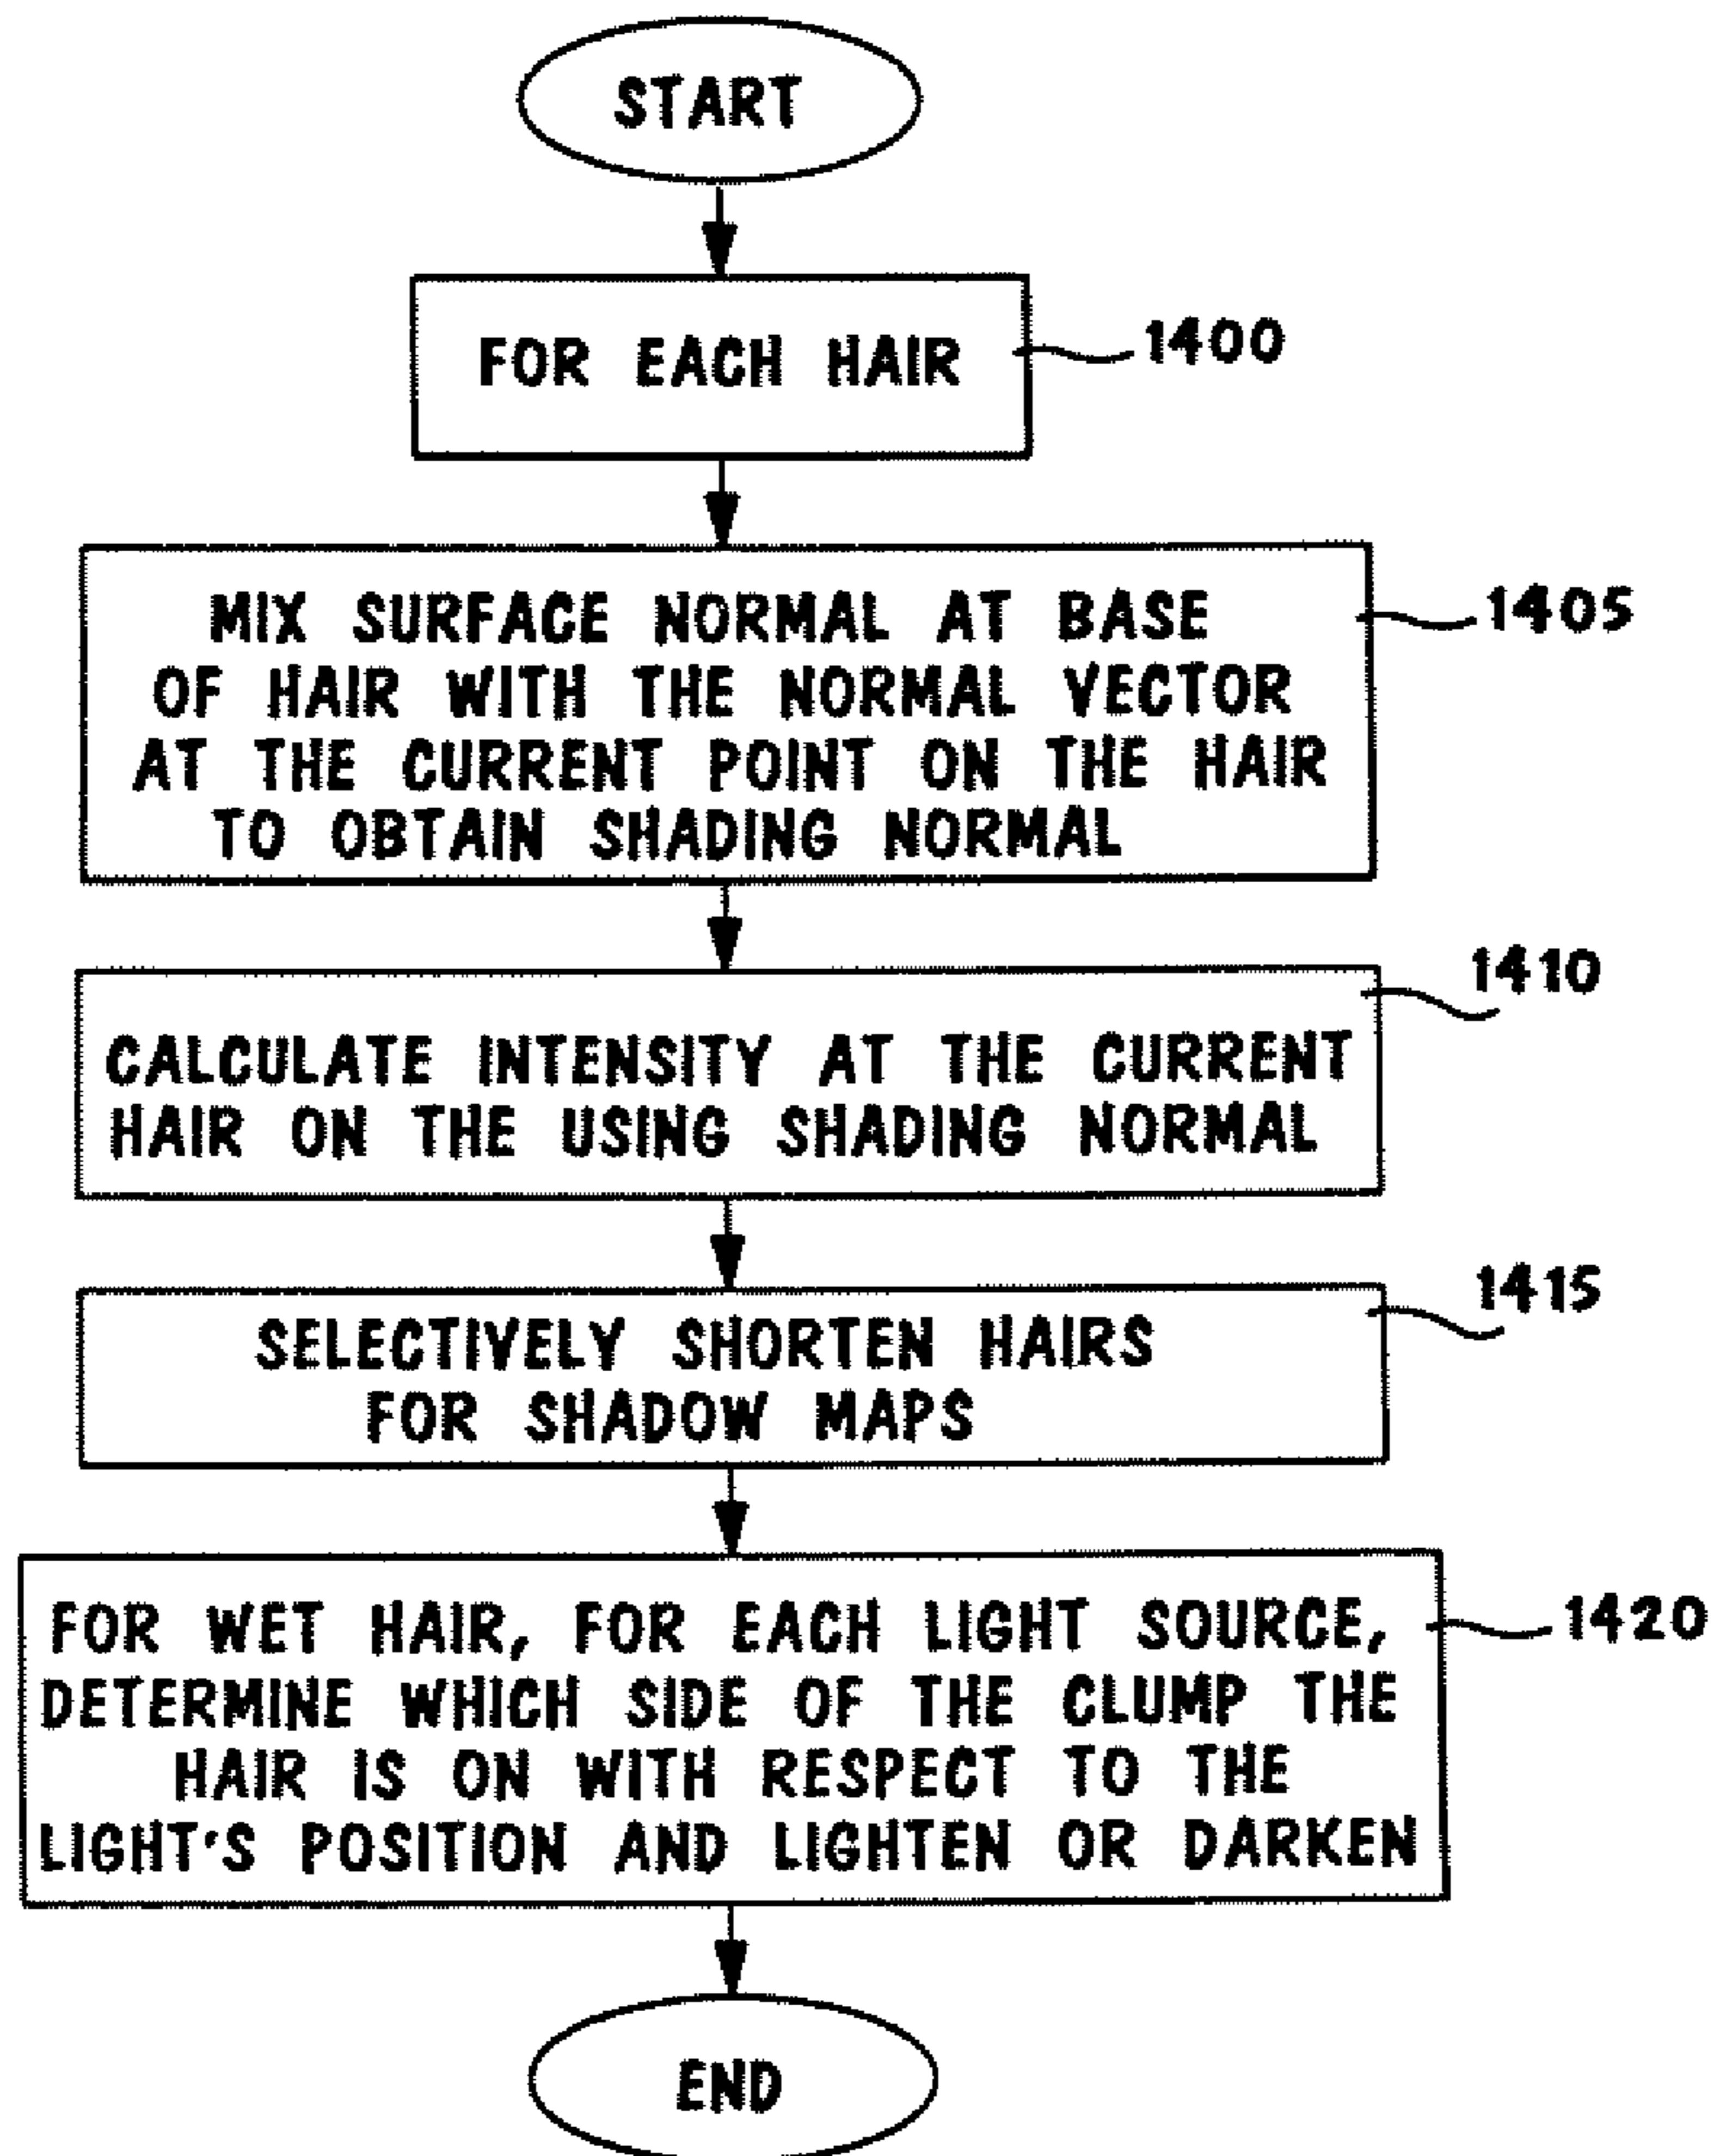 START
FOR EACH HAIR
1400
MIX SURFACE NORMAL AT BASE
OF HAIR WITH THE NORMAL VECTOR
AT THE CURRENT POINT ON THE HAIR
TO OBTAIN SHADING NORMAL
1405
CALCULATE INTENSITY AT THE CURRENT
HAIR ON THE USING SHADING NORMAL
1410
SELECTIVELY SHORTEN HAIRS
FOR SHADOW MAPS
1415
FOR WET HAIR, FOR EACH LIGHT SOURCE,
DETERMINE WHICH SIDE OF THE CLUMP THE
HAIR IS ON WITH RESPECT TO THE
LIGHT'S POSITION AND LIGHTEN OR DARKEN
1420
END